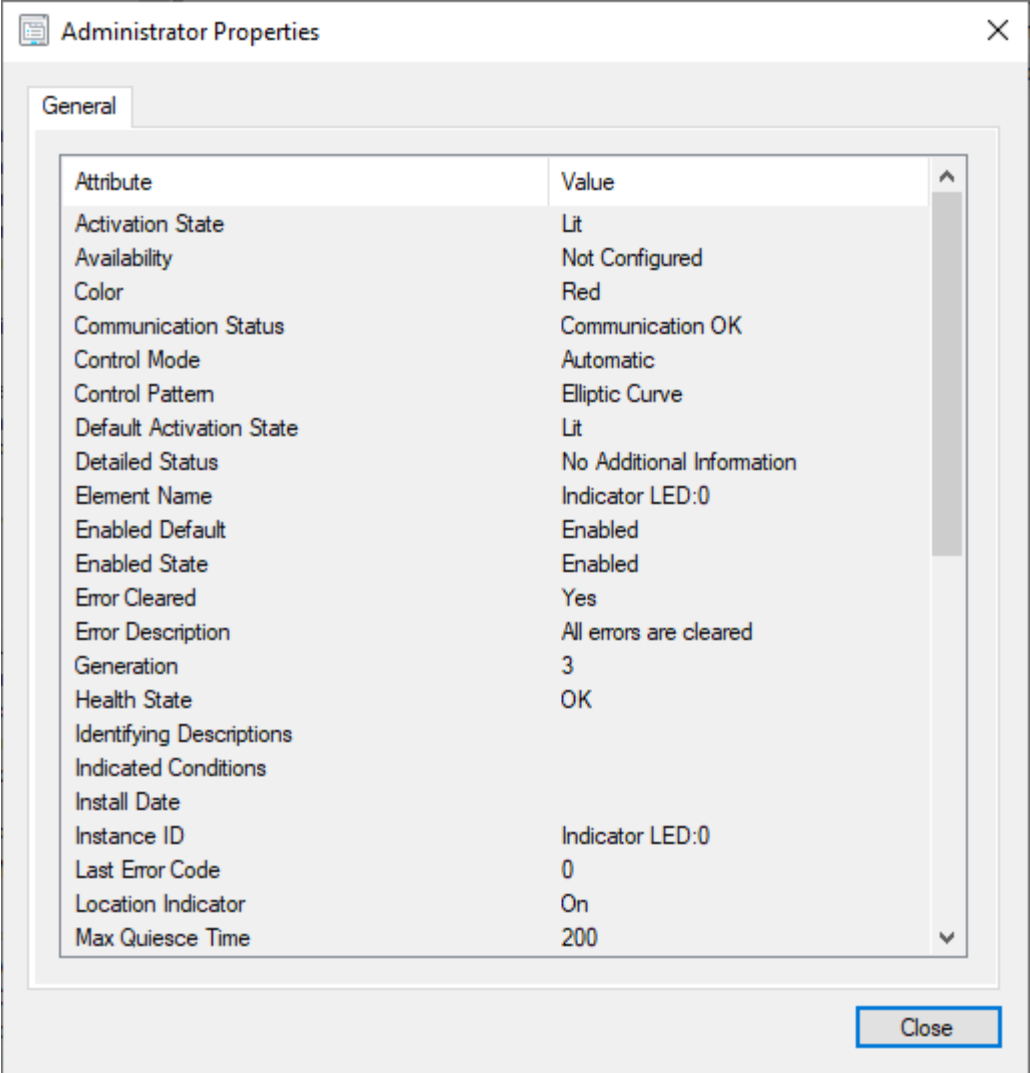 Administrator Properties
General
Attribute Value
Activation State Lit
Availability Not Configured
Color Red
Communication Status Communication OK
Control Mode Automatic
Control Pattern Elliptic Curve
Default Activation State Lit
Detailed Status No Additional Information
Element Name Indicator LED:0
Enabled Default Enabled
Enabled State Enabled
Error Cleared Yes
Error Description All errors are cleared
Generation 3
Health State OK
Identifying Descriptions
Indicated Conditions
Install Date
Instance ID Indicator LED:0
Last Error Code 0
Location Indicator On
Max Quiesce Time 200
Close